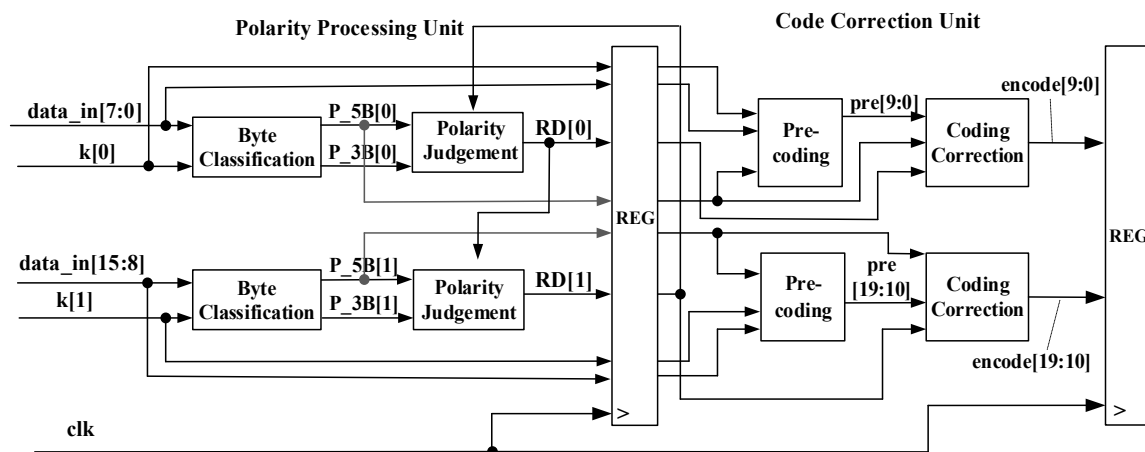 Polarity Processing Unit
Code Correction Unit
data_in[7:0]
k[0]
Byte
Classification
P_5B[0]
P_3B[0]
Polarity
Judgement
RD[0]
REG
Pre-
coding
pre[9:0]
Coding
Correction
encode[9:0]
REG
data_in[15:8]
k[1]
Byte
Classification
P_5B[1]
P_3B[1]
Polarity
Judgement
RD[1]
Pre-
coding
pre
[19:10]
Coding
Correction
encode[19:10]
clk
>
>